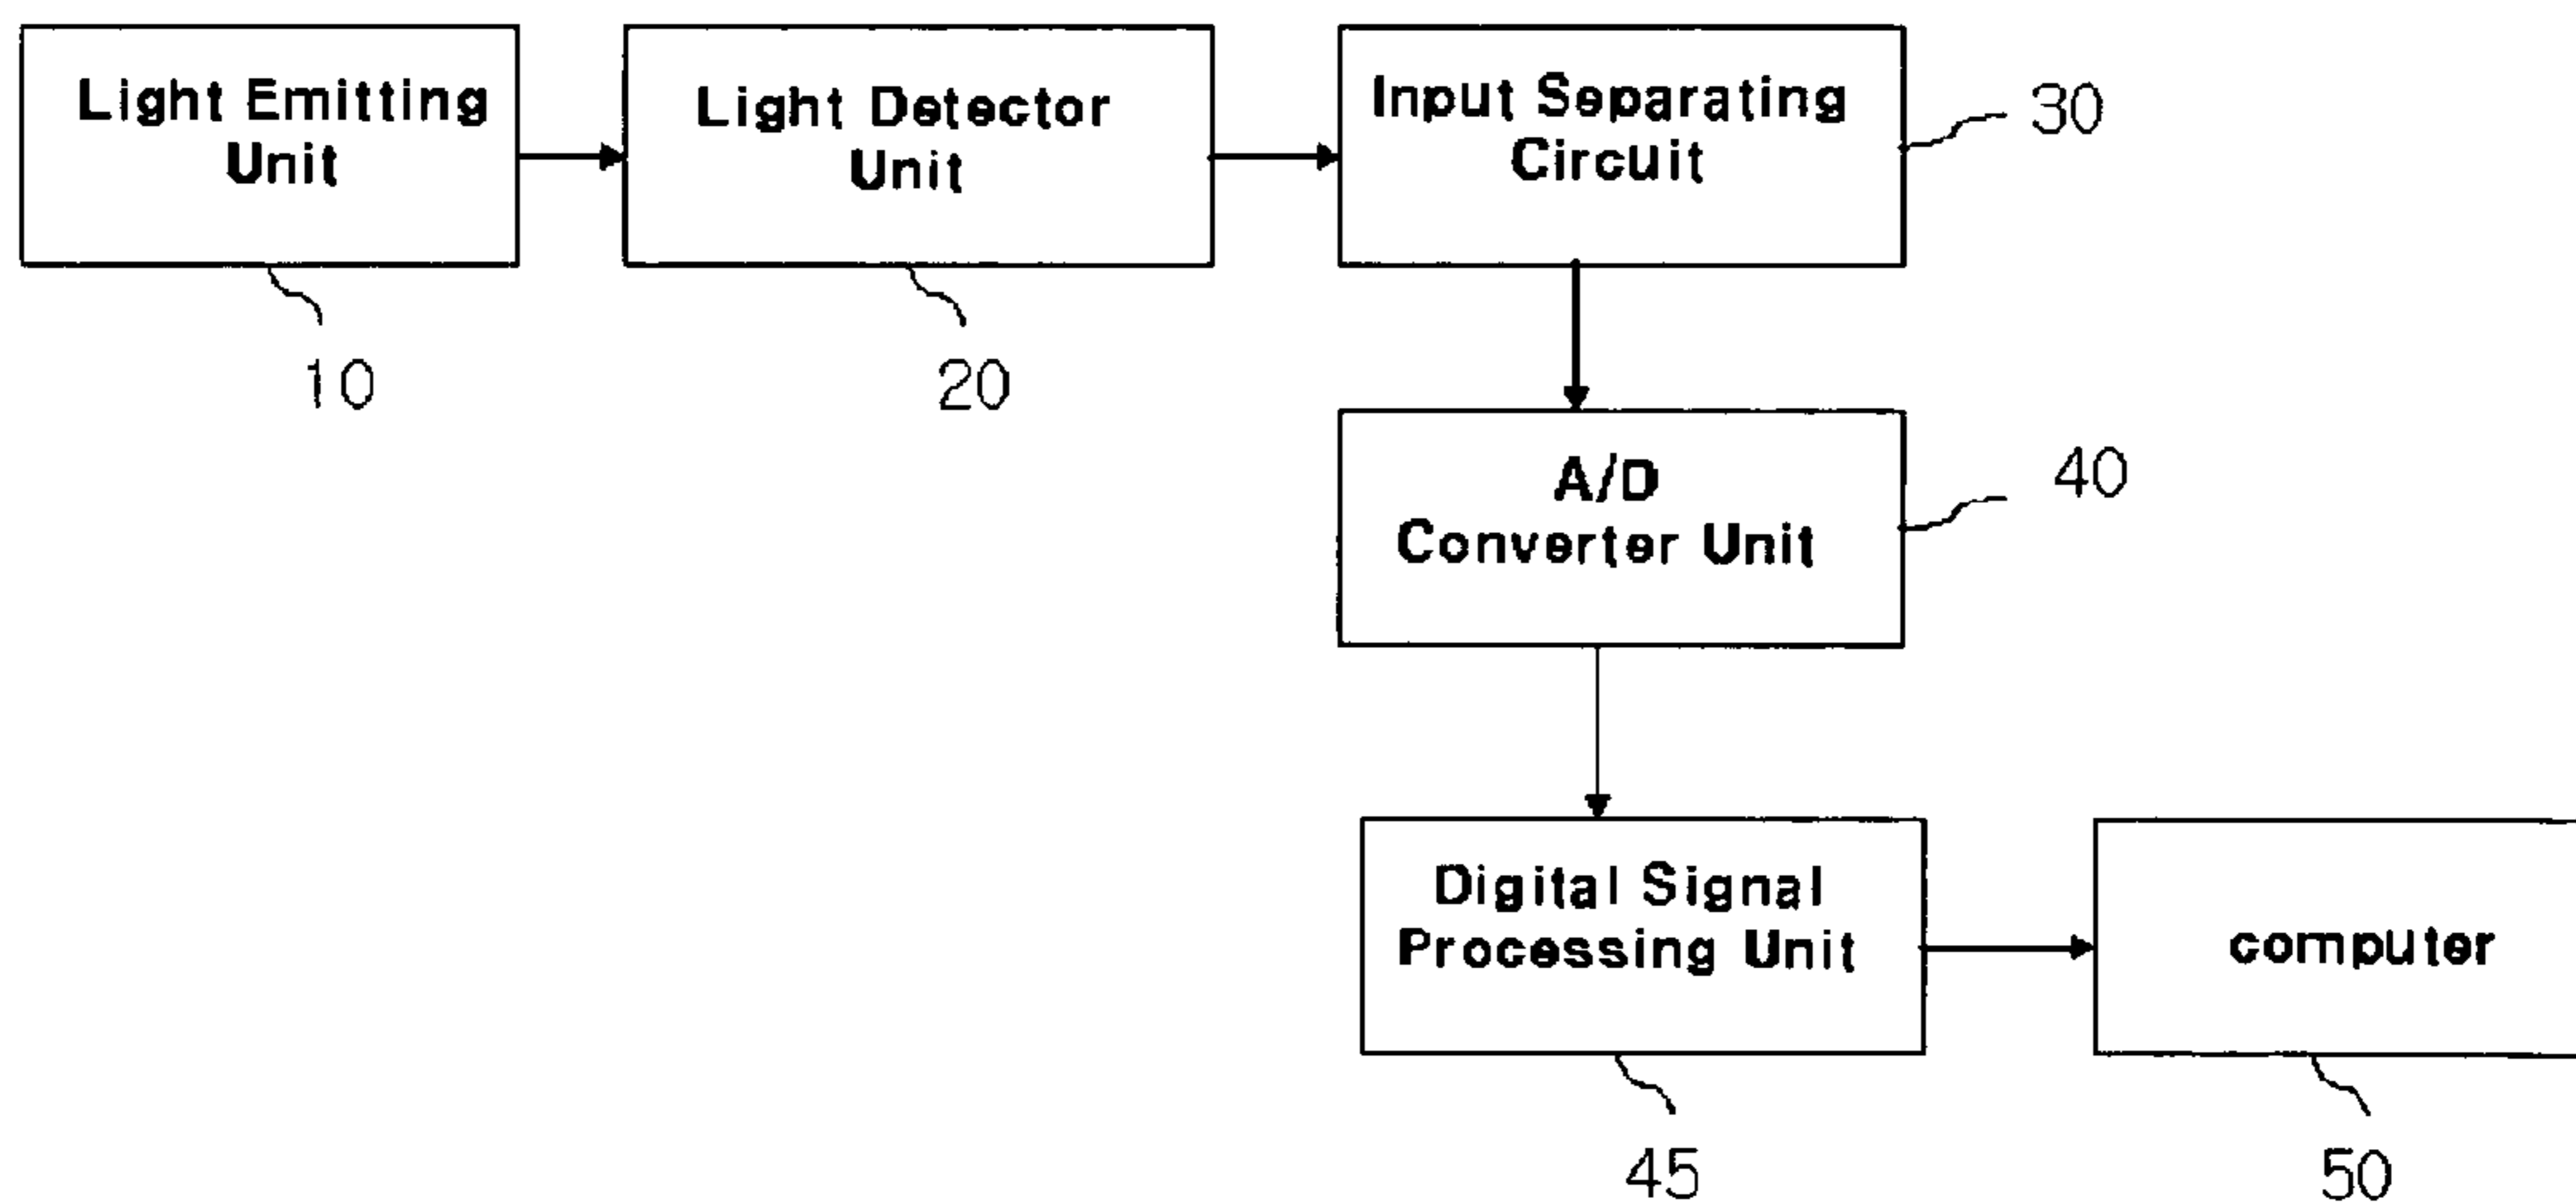 Light Emitting
Unit
10
Light Detector
Unit
20
Input Separating
Circuit
30
A/D
Converter Unit
40
Digital Signal
Processing Unit
45
computer
50